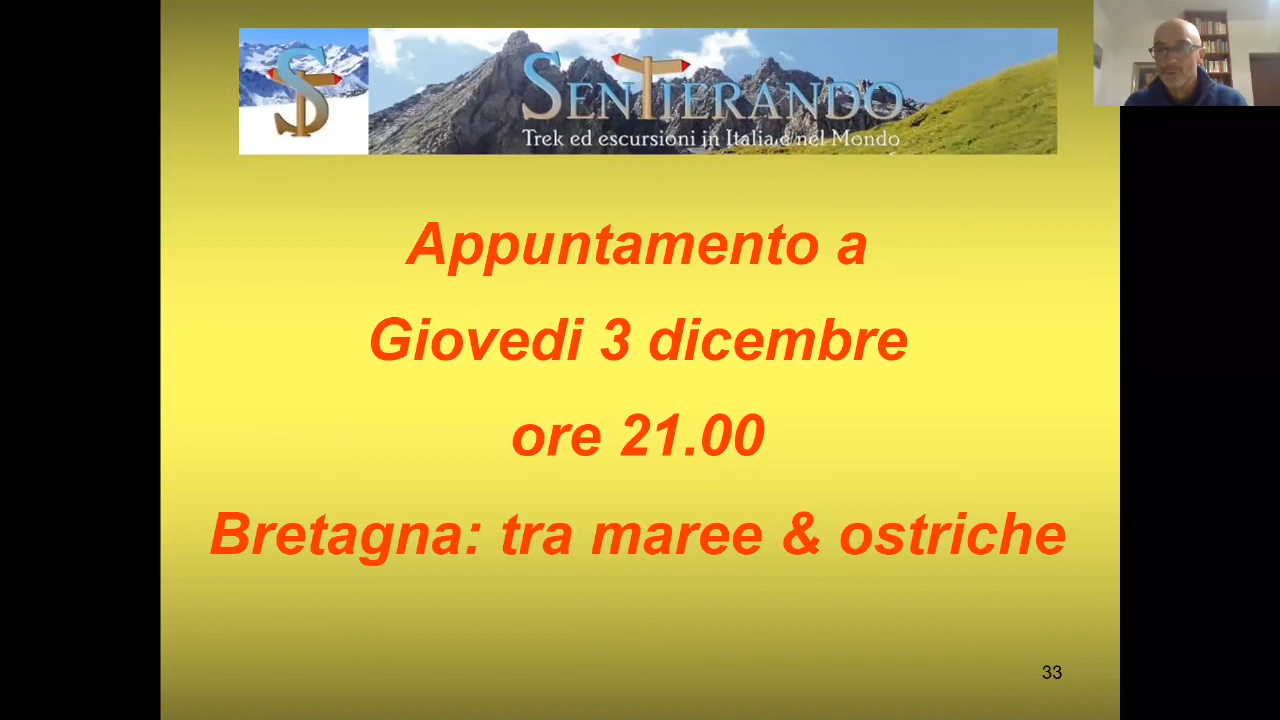 SENTIERANDO
Trek ed escursioni in Italia e nel Mondo
Appuntamento a
Giovedi 3 dicembre
ore 21.00
Bretagna: tra maree & ostriche
33